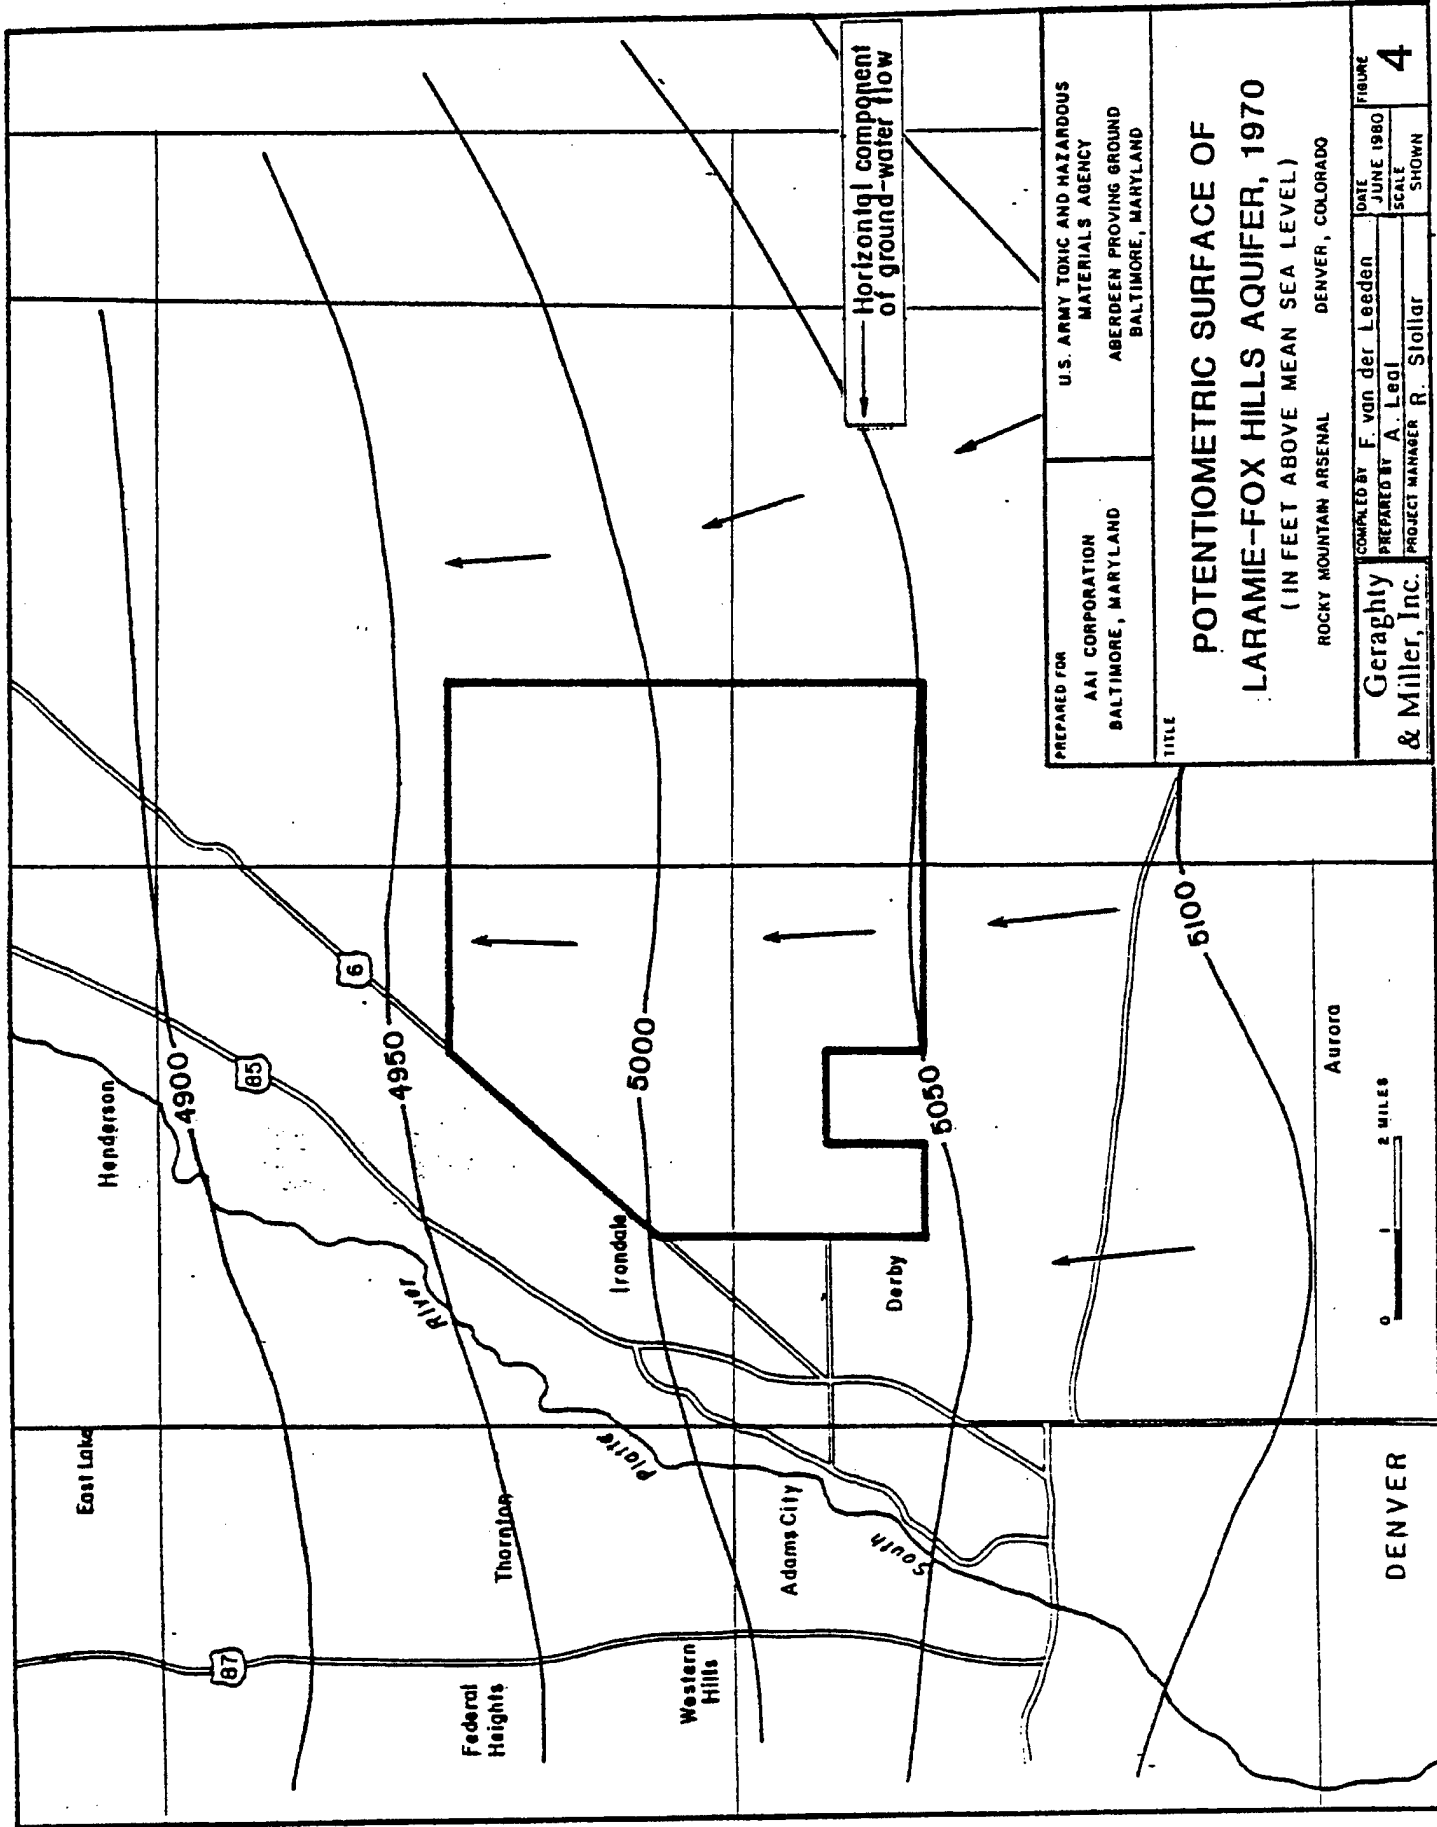 East Lake
Henderson
87
85
6
4900
4950
5000
5050
5100
Federal
Heights
Thornton
River
Platte
South
Irondale
Western
Hills
Adams City
Derby
Aurora
DENVER
0 1 2 MILES
Horizontal component
of ground-water flow
PREPARED FOR
AAI CORPORATION
BALTIMORE, MARYLAND
U.S. ARMY TOXIC AND HAZARDOUS
MATERIALS AGENCY
ABERDEEN PROVING GROUND
BALTIMORE, MARYLAND
TITLE
POTENTIOMETRIC SURFACE OF
LARAMIE-FOX HILLS AQUIFER, 1970
(IN FEET ABOVE MEAN SEA LEVEL)
ROCKY MOUNTAIN ARSENAL DENVER, COLORADO
Geraghty
& Miller, Inc.
COMPILED BY F. van der Leeden
PREPARED BY A. Leal
PROJECT MANAGER R. Stollar
DATE
JUNE 1980
SCALE
SHOWN
FIGURE
4